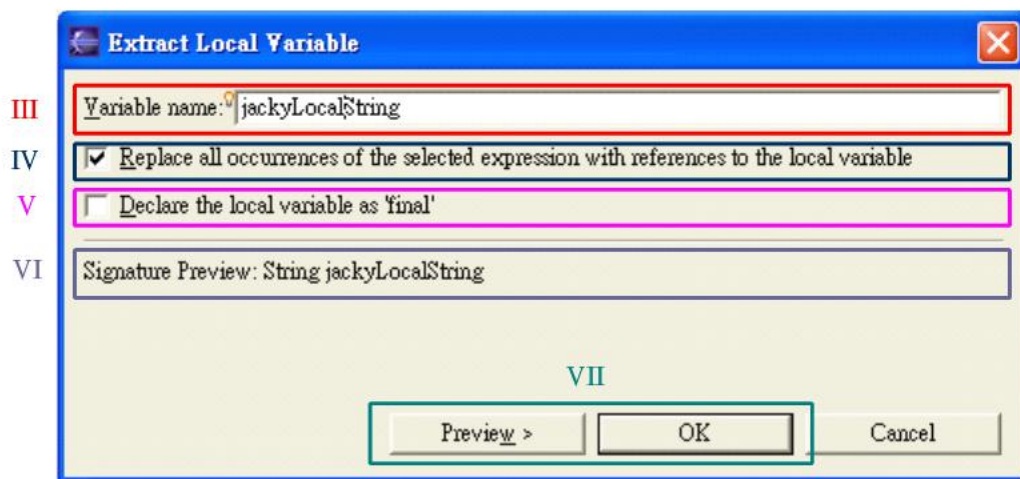 Extract Local Variable
III
Variable name: jackyLocalString
IV
Replace all occurrences of the selected expression with references to the local variable
V
Declare the local variable as 'final'
VI
Signature Preview: String jackyLocalString
VII
Preview >
OK
Cancel